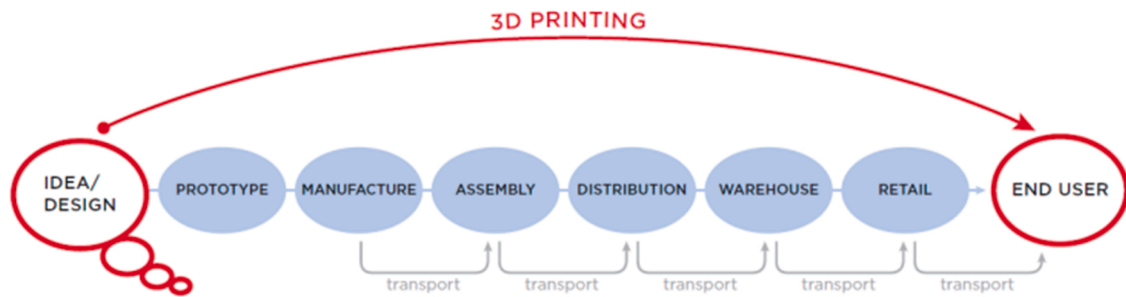 3D PRINTING
IDEA/
DESIGN
PROTOTYPE
MANUFACTURE
ASSEMBLY
DISTRIBUTION
WAREHOUSE
RETAIL
END USER
transport
transport
transport
transport
transport